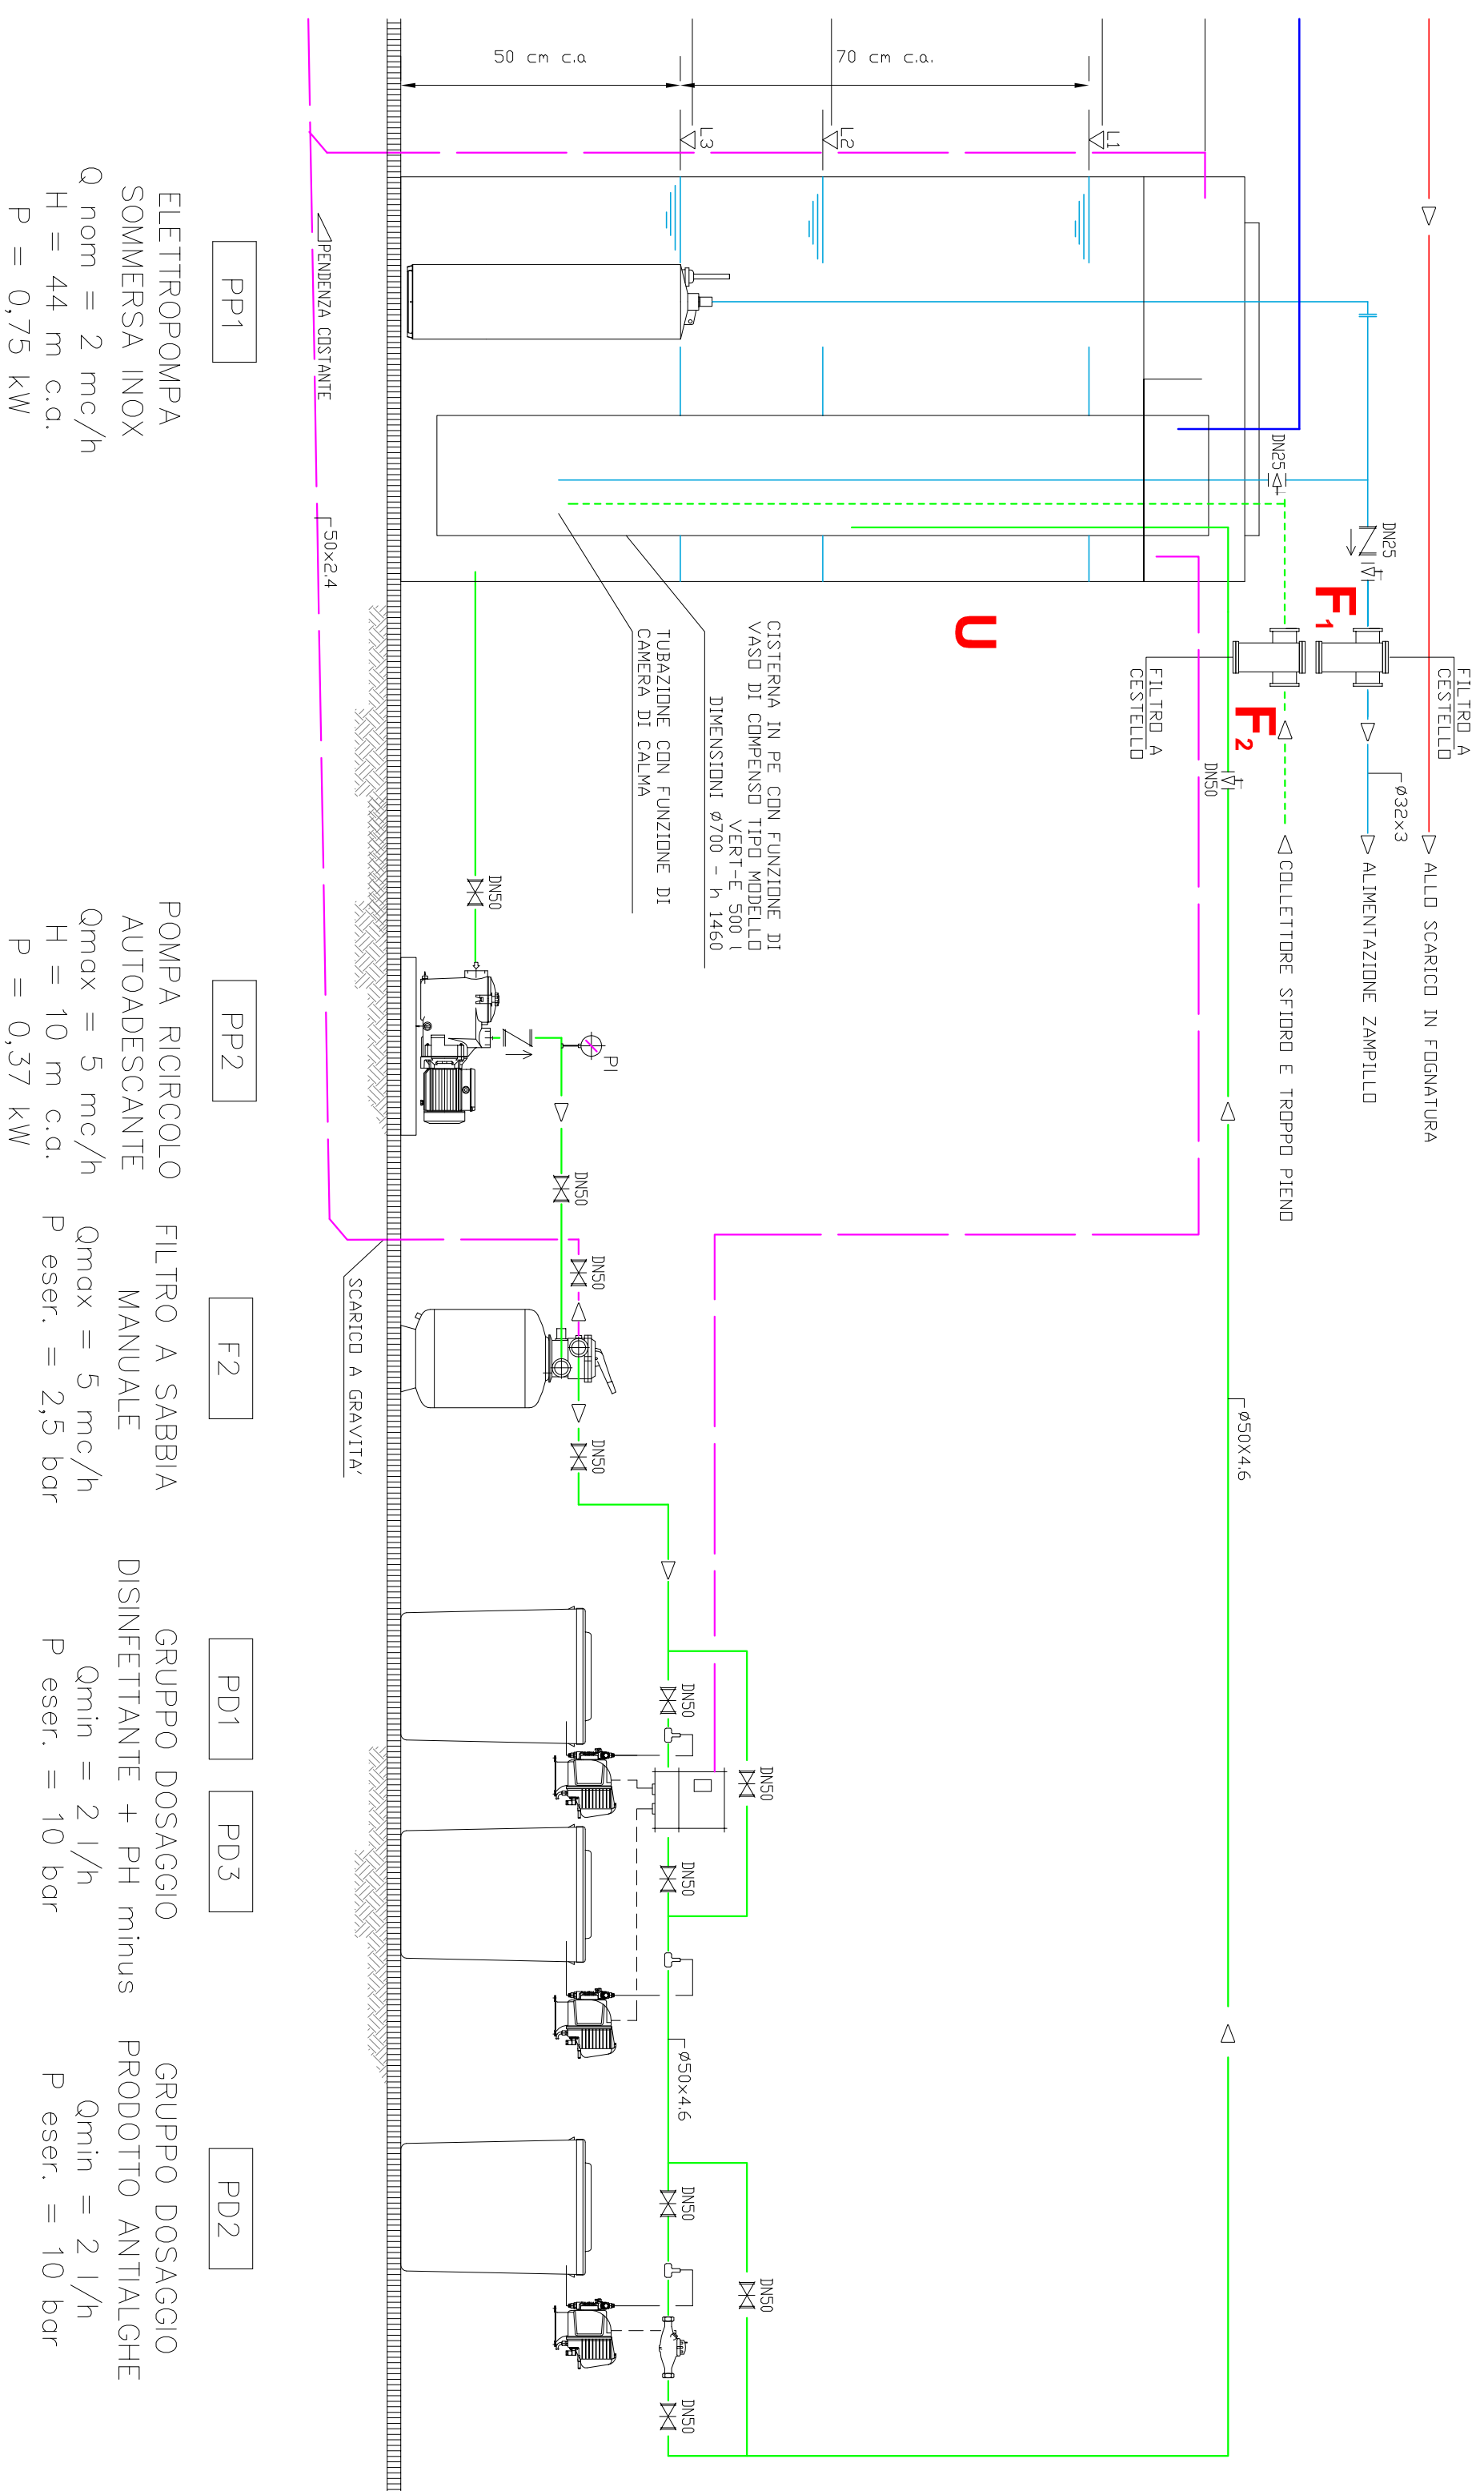 ALLO SCARICO IN FOGNATURA
FILTRO A
CESTELLO
Ø32x3
ALIMENTAZIONE ZAMPILLO
DN25
F1
DN25
COLLETTORE SFIORO E TROPPO PIENO
F2
DN50
Ø50X4.6
FILTRO A
CESTELLO
U
L1
L2
L3
70 cm c.a.
50 cm c.a
CISTERNA IN PE CON FUNZIONE DI
VASO DI COMPENSO TIPO MODELLO
VERT-E 500 l
DIMENSIONI Ø700 - h 1460
TUBAZIONE CON FUNZIONE DI
CAMERA DI CALMA
DN50
PI
DN50
DN50
DN50
DN50
DN50
DN50
Ø50x4.6
DN50
DN50
DN50
PENDENZA COSTANTE
50x2.4
SCARICO A GRAVITA'
PP1
ELETTROPOMPA
SOMMERSA INOX
Q nom = 2 mc/h
H = 44 m c.a.
P = 0,75 kW
PP2
POMPA RICIRCOLO
AUTOADESCANTE
Qmax = 5 mc/h
H = 10 m c.a.
P = 0,37 kW
F2
FILTRO A SABBIA
MANUALE
Qmax = 5 mc/h
P eser. = 2,5 bar
PD1
PD3
GRUPPO DOSAGGIO
DISINFETTANTE + PH minus
Qmin = 2 l/h
P eser. = 10 bar
PD2
GRUPPO DOSAGGIO
PRODOTTO ANTIALGHE
Qmin = 2 l/h
P eser. = 10 bar